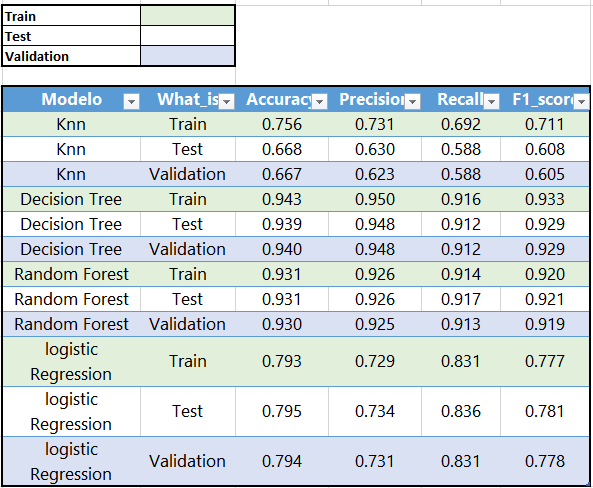 Train
Test
Validation
Modelo What_is Accuracy Precision Recall F1_score
Knn Train 0.756 0.731 0.692 0.711
Knn Test 0.668 0.630 0.588 0.608
Knn Validation 0.667 0.623 0.588 0.605
Decision Tree Train 0.943 0.950 0.916 0.933
Decision Tree Test 0.939 0.948 0.912 0.929
Decision Tree Validation 0.940 0.948 0.912 0.929
Random Forest Train 0.931 0.926 0.914 0.920
Random Forest Test 0.931 0.926 0.917 0.921
Random Forest Validation 0.930 0.925 0.913 0.919
logistic
Regression Train 0.793 0.729 0.831 0.777
logistic
Regression Test 0.795 0.734 0.836 0.781
logistic
Regression Validation 0.794 0.731 0.831 0.778